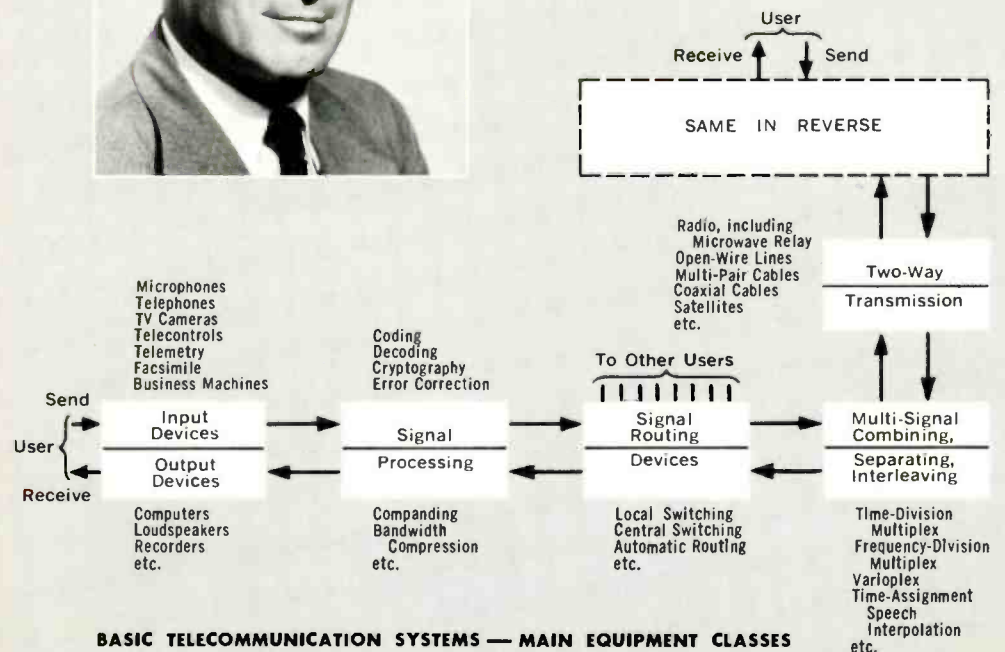 User
Receive Send
SAME IN REVERSE
Radio, including
Microwave Relay
Open-Wire Lines
Multi-Pair Cables
Coaxial Cables
Satellites
etc.
Two-Way
Transmission
Microphones
Telephones
TV Cameras
Telecontrols
Telemetry
Facsimile
Business Machines
Coding
Decoding
Cryptography
Error Correction
To Other Users
Send
User
Receive
Input
Devices
Output
Devices
Signal
Processing
Signal
Routing
Devices
Multi-Signal
Combining,
Separating,
Interleaving
Computers
Loudspeakers
Recorders
etc.
Companding
Bandwidth
Compression
etc.
Local Switching
Central Switching
Automatic Routing
etc.
Time-Division
Multiplex
Frequency-Division
Multiplex
Varioplex
Time-Assignment
Speech
Interpolation
etc.
BASIC TELECOMMUNICATION SYSTEMS — MAIN EQUIPMENT CLASSES